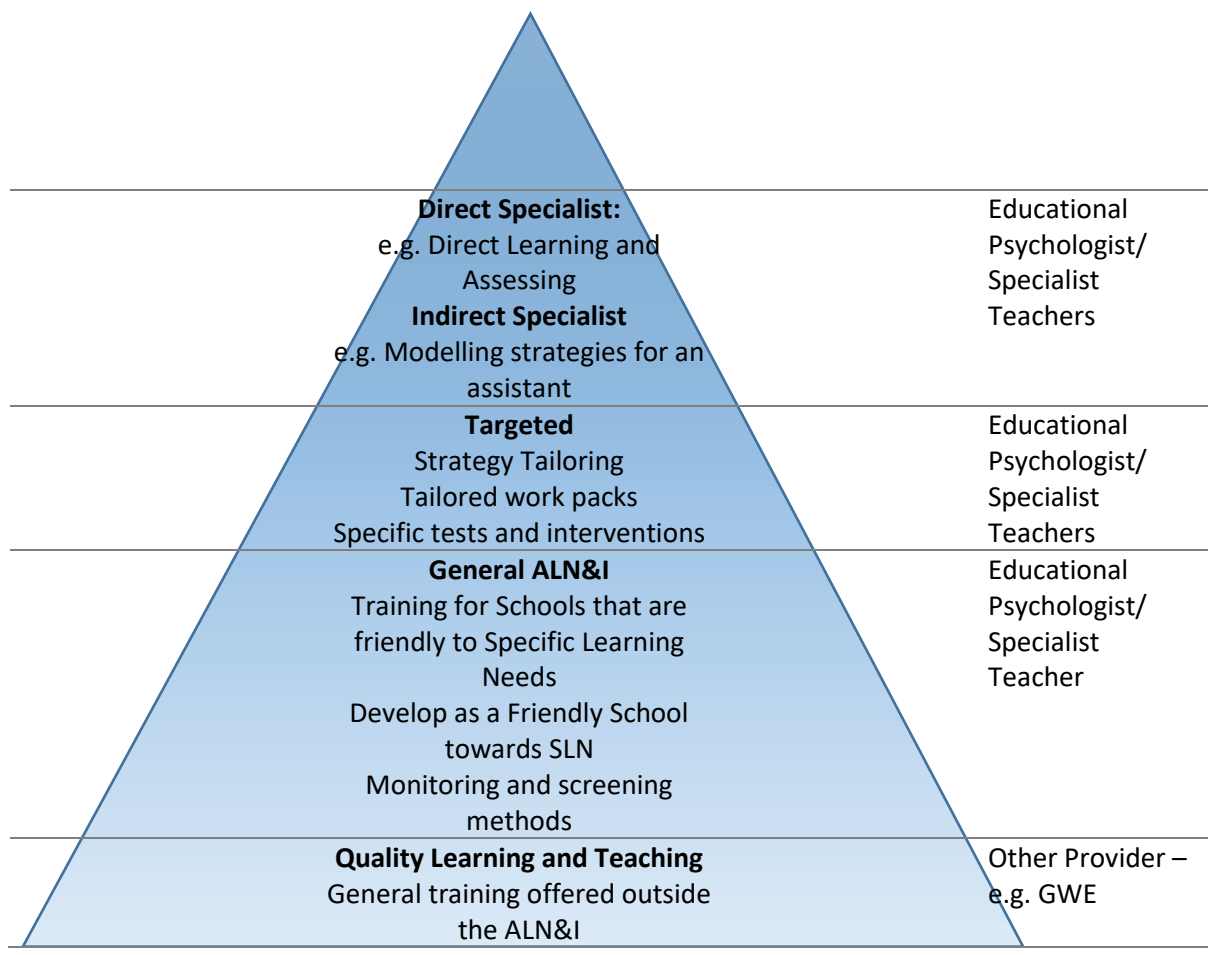 Direct Specialist:
e.g. Direct Learning and
Assessing
Indirect Specialist
e.g. Modelling strategies for an
assistant
Educational
Psychologist/
Specialist
Teachers
Targeted
Strategy Tailoring
Tailored work packs
Specific tests and interventions
Educational
Psychologist/
Specialist
Teachers
General ALN&I
Training for Schools that are
friendly to Specific Learning
Needs
Develop as a Friendly School
towards SLN
Monitoring and screening
methods
Educational
Psychologist/
Specialist
Teacher
Quality Learning and Teaching
General training offered outside
the ALN&I
Other Provider –
e.g. GWE